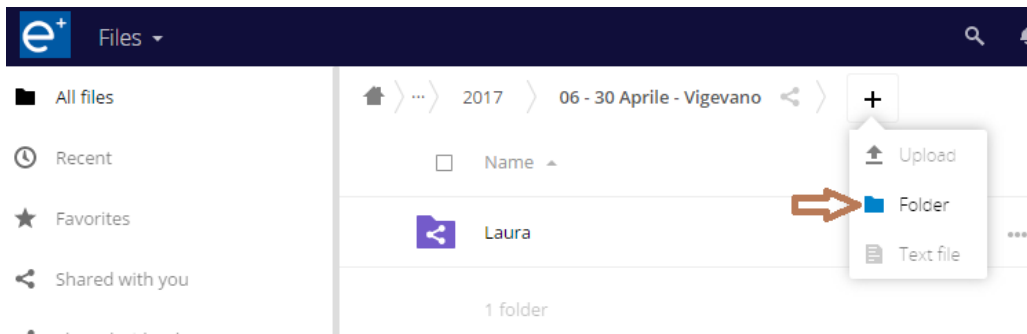 e+ Files
All files
Recent
Favorites
Shared with you
... 2017 06 - 30 Aprile - Vigevano +
Name
Laura
1 folder
Upload
Folder
Text file